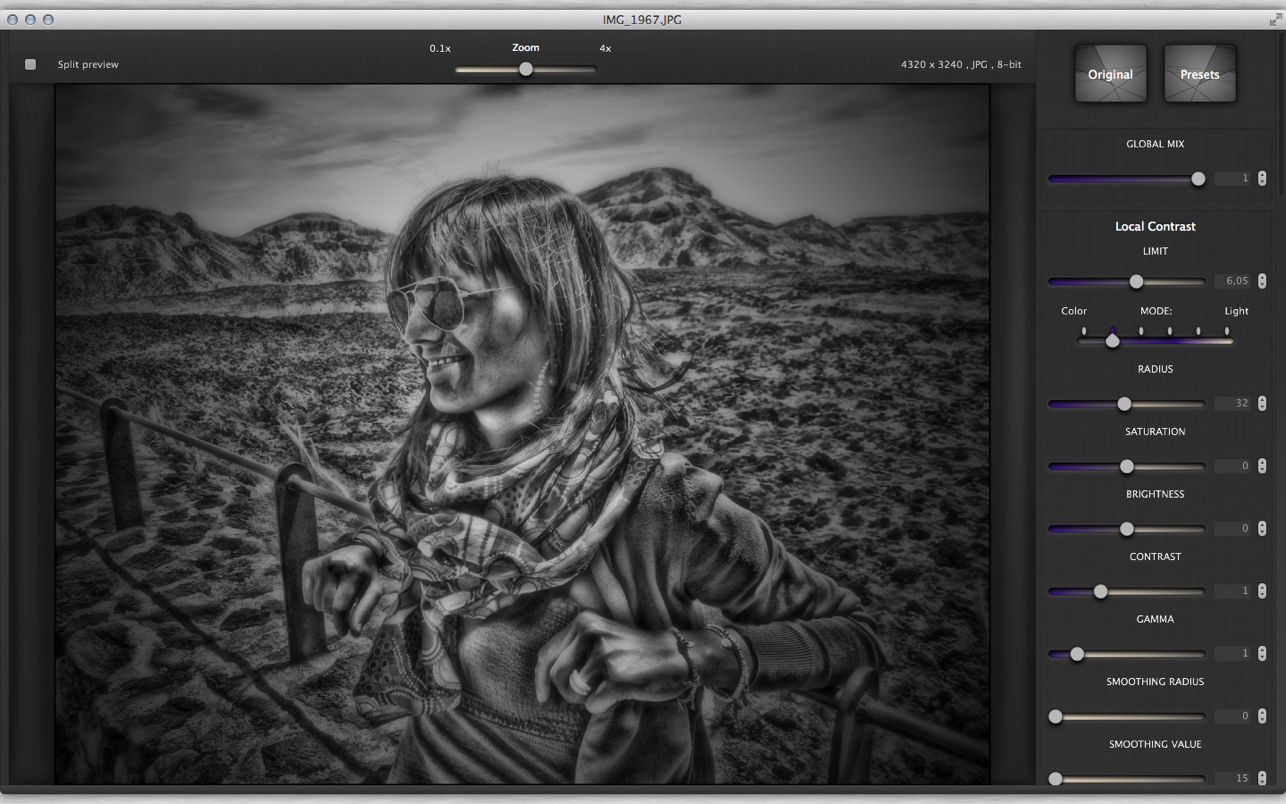 IMG_1967.JPG
Split preview
0.1x Zoom 4x
4320 x 3240 , JPG , 8-bit
Original Presets
GLOBAL MIX
1
Local Contrast
LIMIT
6,05
Color MODE: Light
RADIUS
32
SATURATION
0
BRIGHTNESS
0
CONTRAST
1
GAMMA
1
SMOOTHING RADIUS
0
SMOOTHING VALUE
15